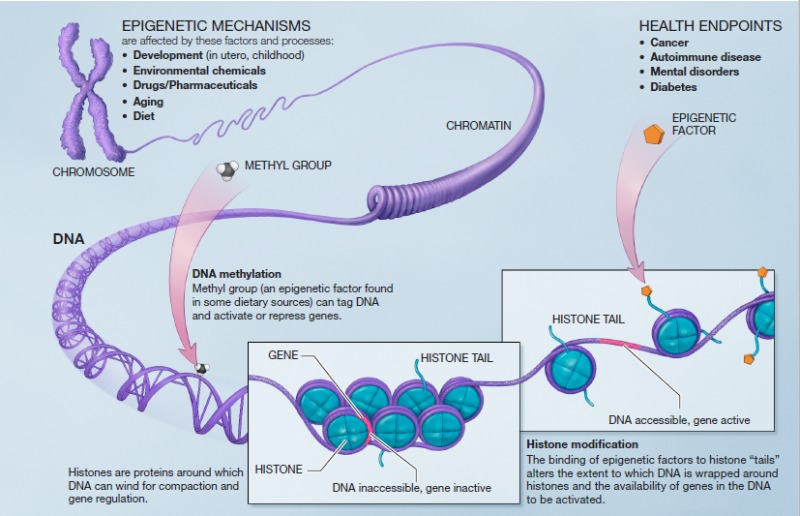 EPIGENETIC MECHANISMS
are affected by these factors and processes:
• Development (in utero, childhood)
• Environmental chemicals
• Drugs/Pharmaceuticals
• Aging
• Diet
HEALTH ENDPOINTS
• Cancer
• Autoimmune disease
• Mental disorders
• Diabetes
EPIGENETIC
FACTOR
CHROMATIN
CHROMOSOME
METHYL GROUP
DNA
DNA methylation
Methyl group (an epigenetic factor found
in some dietary sources) can tag DNA
and activate or repress genes.
HISTONE TAIL
DNA accessible, gene active
GENE
HISTONE TAIL
HISTONE
DNA inaccessible, gene inactive
Histones are proteins around which
DNA can wind for compaction and
gene regulation.
Histone modification
The binding of epigenetic factors to histone “tails”
alters the extent to which DNA is wrapped around
histones and the availability of genes in the DNA
to be activated.